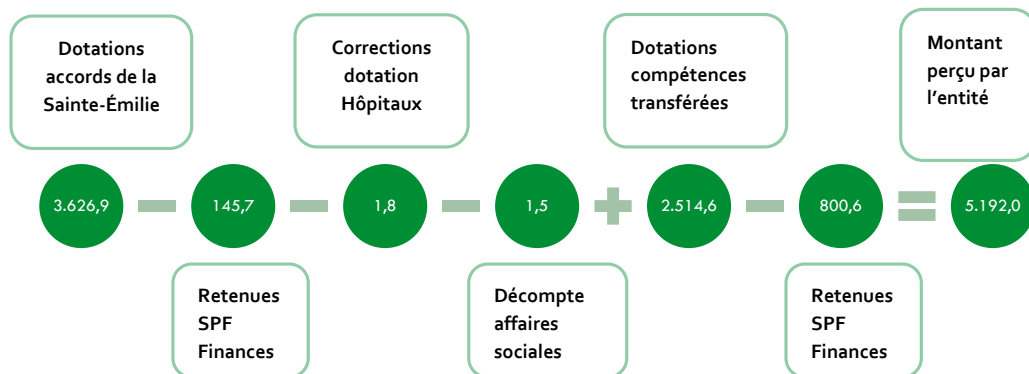 Dotations
accords de la
Sainte-Émilie
Corrections
dotation
Hôpitaux
Dotations
compétences
transférées
Montant
perçu par
l'entité
3.626,9 − 145,7 − 1,8 − 1,5 + 2.514,6 − 800,6 = 5.192,0
Retenues
SPF
Finances
Décompte
affaires
sociales
Retenues
SPF
Finances